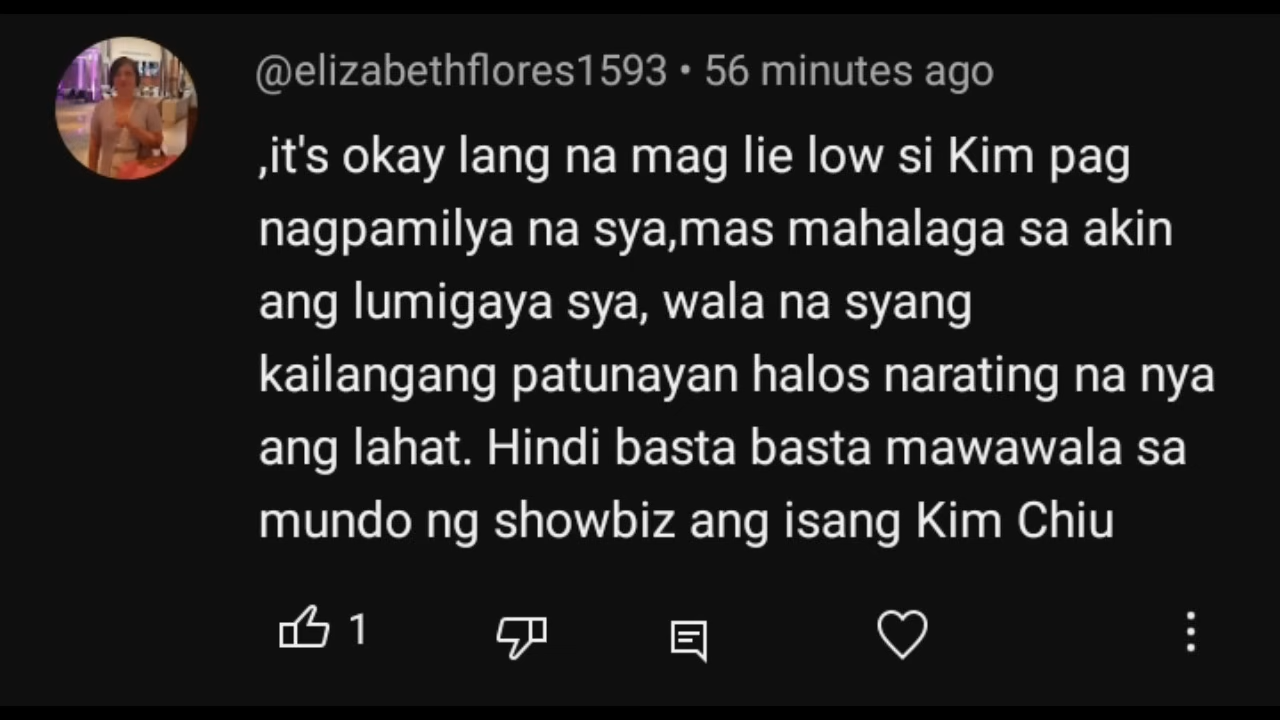 @elizabethflores1593 • 56 minutes ago
,it's okay lang na mag lie low si Kim pag
nagpamilya na sya,mas mahalaga sa akin
ang lumigaya sya, wala na syang
kailangang patunayan halos narating na nya
ang lahat. Hindi basta basta mawawala sa
mundo ng showbiz ang isang Kim Chiu
1